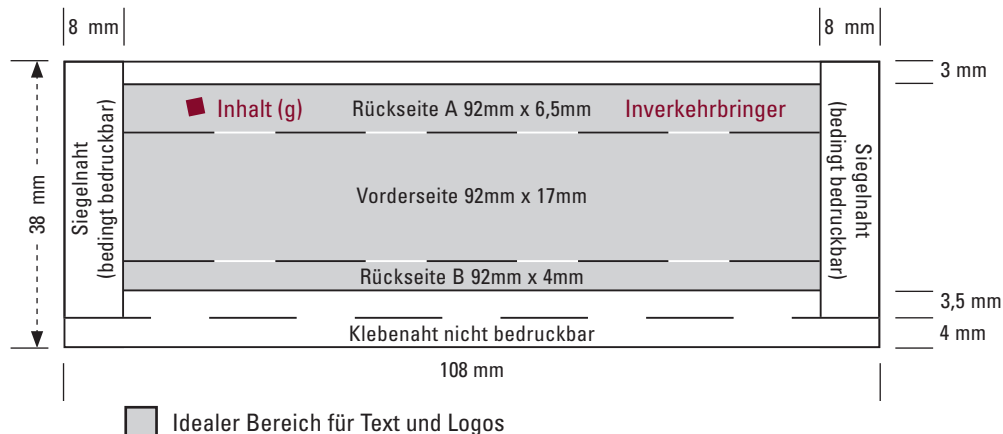 8 mm
8 mm
3 mm
Inhalt (g)
Rückseite A 92mm x 6,5mm
Inverkehrbringer
Siegelnaht
(bedingt bedruckbar)
38 mm
Vorderseite 92mm x 17mm
Siegelnaht
(bedingt bedruckbar)
Rückseite B 92mm x 4mm
3,5 mm
Klebenaht nicht bedruckbar
4 mm
108 mm
Idealer Bereich für Text und Logos